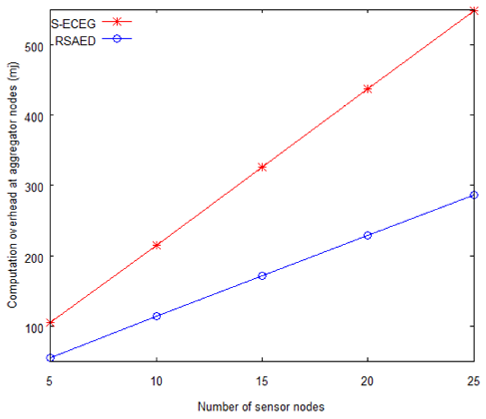 S-ECEG
RSAED
Computation overhead at aggregator nodes (mj)
500
400
300
200
100
5 10 15 20 25
Number of sensor nodes